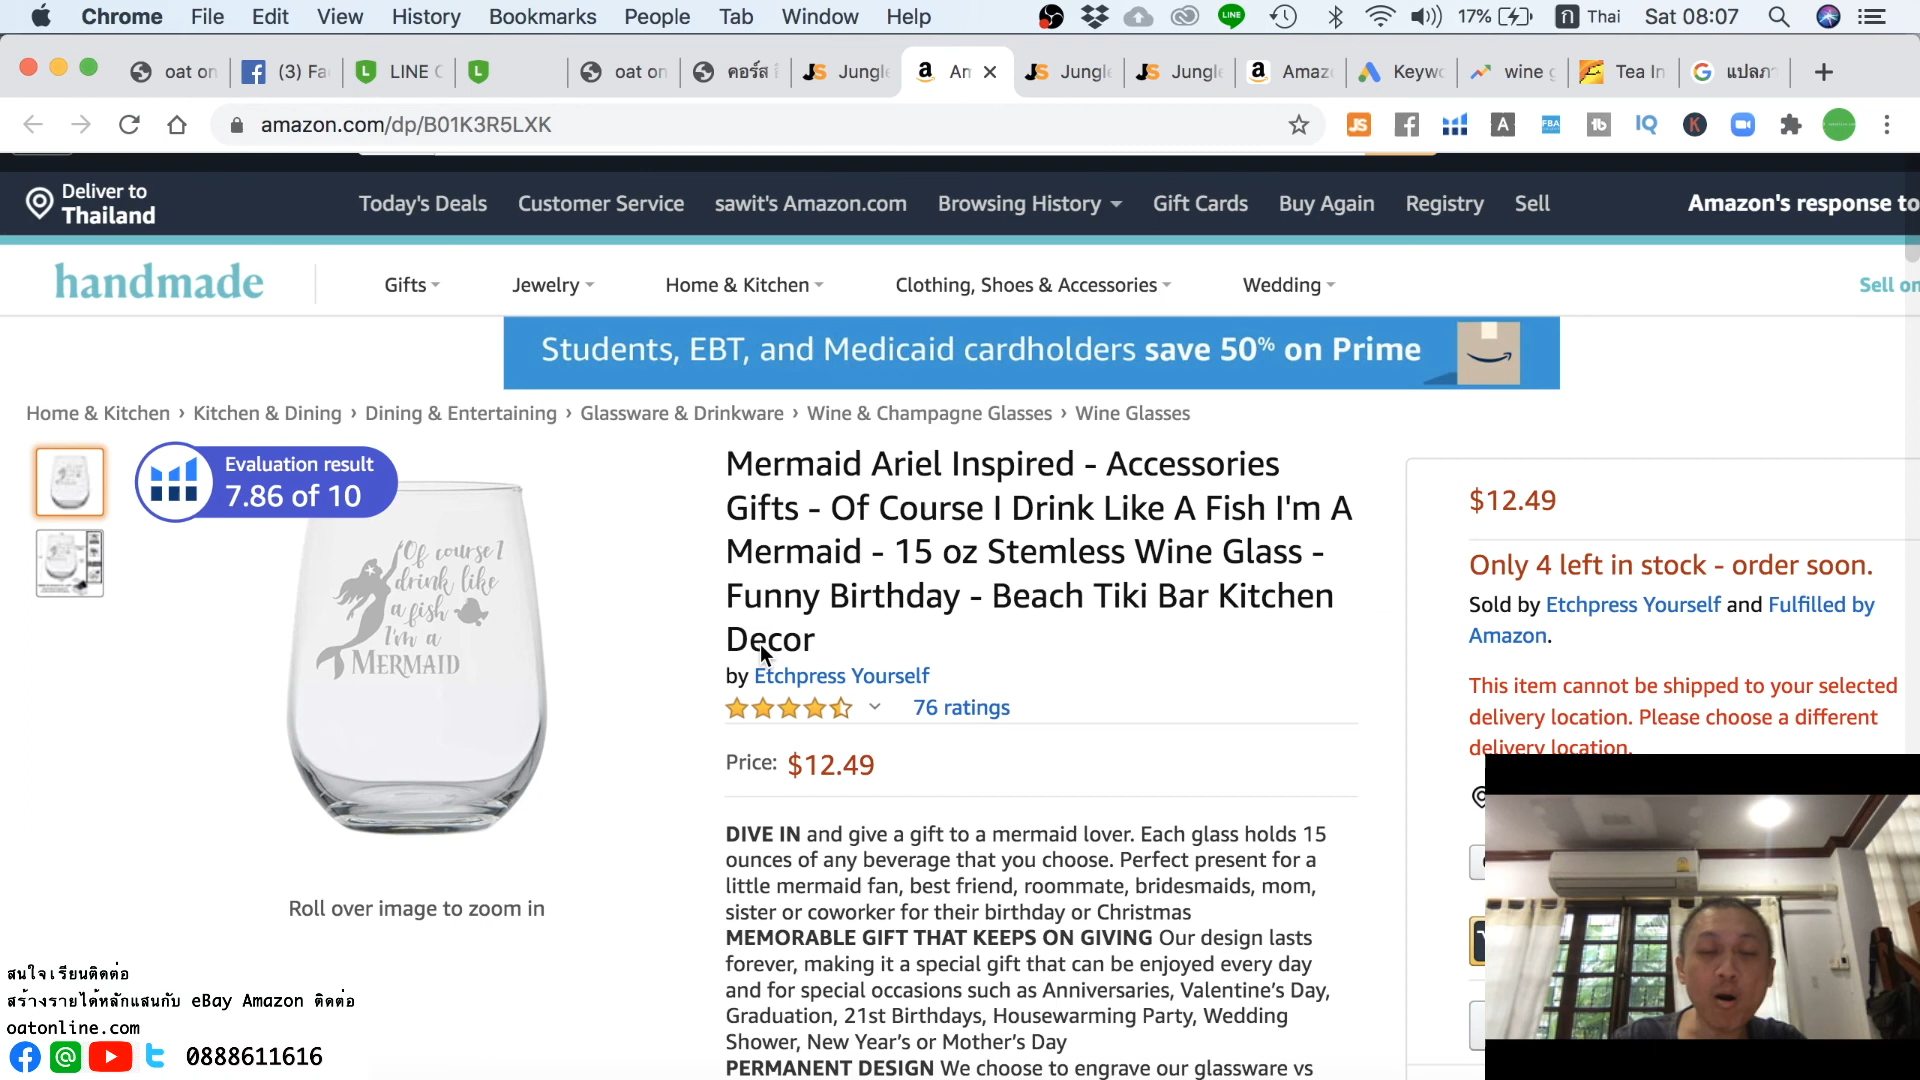 Chrome File Edit View History Bookmarks People Tab Window Help LINE 17% ก Thai Sat 08:07
oat on (3) Fa LINE C oat on คอร์ส Jungle Am Jungle Jungle Amaz Keywo wine g Tea In แปลภา
amazon.com/dp/B01K3R5LXK
Deliver to
Thailand
Today's Deals Customer Service sawit's Amazon.com Browsing History Gift Cards Buy Again Registry Sell Amazon's response to
handmade Gifts Jewelry Home & Kitchen Clothing, Shoes & Accessories Wedding Sell on
Students, EBT, and Medicaid cardholders save 50% on Prime
Home & Kitchen › Kitchen & Dining › Dining & Entertaining › Glassware & Drinkware › Wine & Champagne Glasses › Wine Glasses
Evaluation result
7.86 of 10
Of course I
drink like
a fish
I'm a
MERMAID
Roll over image to zoom in
Mermaid Ariel Inspired - Accessories
Gifts - Of Course I Drink Like A Fish I'm A
Mermaid - 15 oz Stemless Wine Glass -
Funny Birthday - Beach Tiki Bar Kitchen
Decor
by Etchpress Yourself
76 ratings
Price: $12.49
DIVE IN and give a gift to a mermaid lover. Each glass holds 15
ounces of any beverage that you choose. Perfect present for a
little mermaid fan, best friend, roommate, bridesmaids, mom,
sister or coworker for their birthday or Christmas
MEMORABLE GIFT THAT KEEPS ON GIVING Our design lasts
forever, making it a special gift that can be enjoyed every day
and for special occasions such as Anniversaries, Valentine's Day,
Graduation, 21st Birthdays, Housewarming Party, Wedding
Shower, New Year's or Mother's Day
PERMANENT DESIGN We choose to engrave our glassware vs
$12.49
Only 4 left in stock - order soon.
Sold by Etchpress Yourself and Fulfilled by
Amazon.
This item cannot be shipped to your selected
delivery location. Please choose a different
delivery location.
สนใจเรียนติดต่อ
สร้างรายได้หลักแสนกับ eBay Amazon ติดต่อ
oatonline.com
0888611616